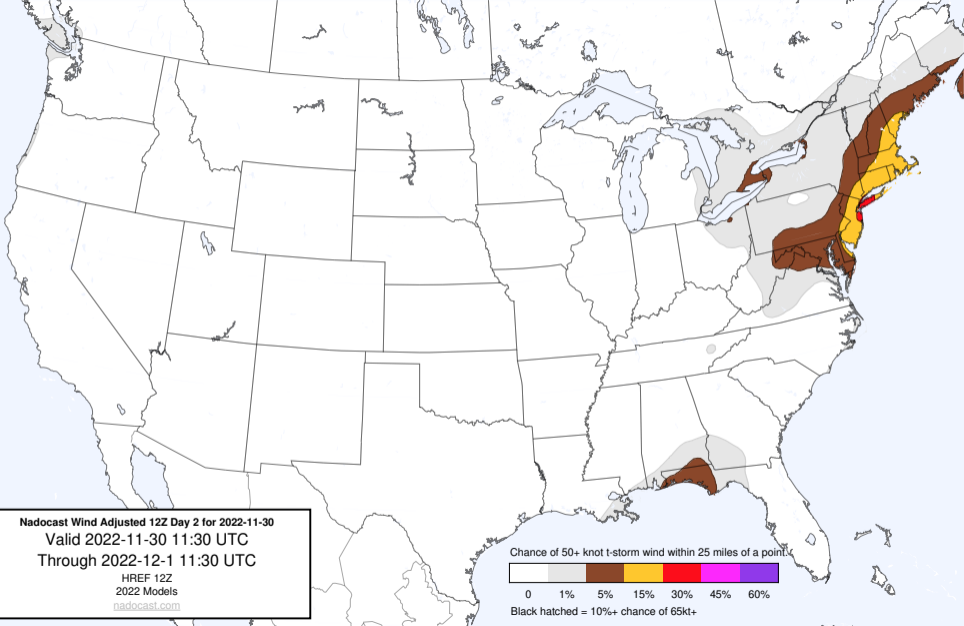 Nadocast Wind Adjusted 12Z Day 2 for 2022-11-30
Valid 2022-11-30 11:30 UTC
Through 2022-12-1 11:30 UTC
HREF 12Z
2022 Models
nadocast.com
Chance of 50+ knot t-storm wind within 25 miles of a point.
0 1% 5% 15% 30% 45% 60%
Black hatched = 10%+ chance of 65kt+